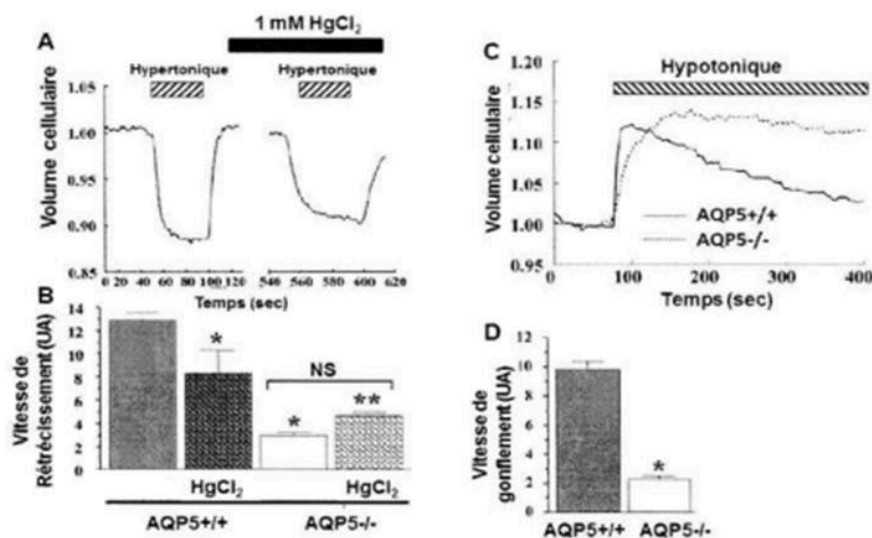 A
1 mM HgCl₂
Hypertonique Hypertonique
Volume cellulaire
1.05
1.00
0.90
0.85
0 20 40 60 80 100 120 540 560 580 600 620
Temps (sec)
B
Vitesse de
Rétrécissement (UA)
14
12
10
8
6
4
2
0
*
*
NS
**
HgCl₂ HgCl₂
AQP5+/+ AQP5-/-
C
Hypotonique
Volume cellulaire
1.20
1.15
1.10
1.05
1.00
0.95
AQP5+/+
AQP5-/-
0 100 200 300 400
Temps (sec)
D
Vitesse de
gonflement (UA)
12
10
8
6
4
2
0
*
AQP5+/+ AQP5-/-